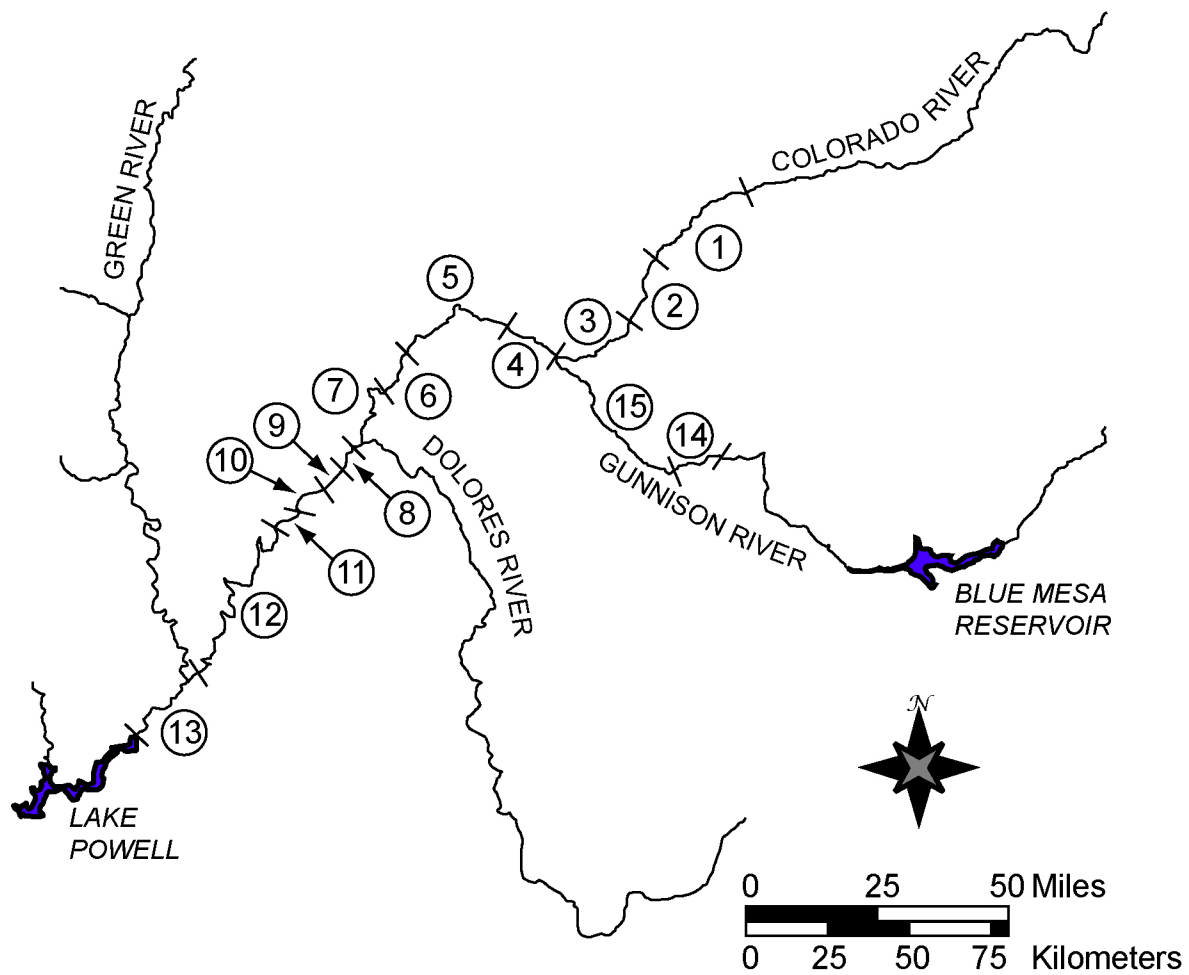 COLORADO RIVER
GREEN RIVER
1
5
2
3
4
7
6
15
9
14
10
DOLORES RIVER
GUNNISON RIVER
8
11
BLUE MESA
RESERVOIR
12
N
13
LAKE
POWELL
0 25 50 Miles
0 25 50 75 Kilometers